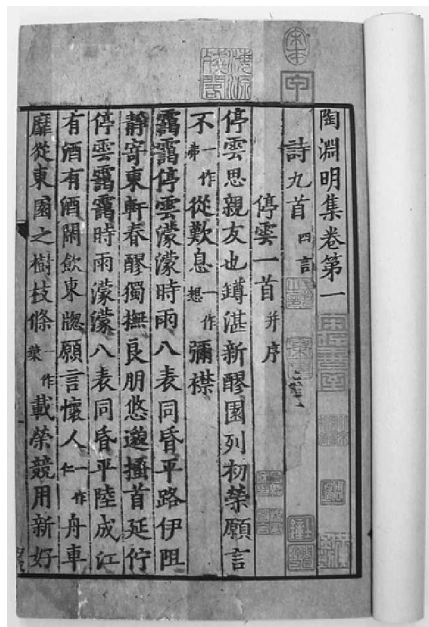 宋本
甲
陶淵明集卷第一
詩九首四言
停雲一首并序
停雲思親友也罇湛新醪園列初榮願言
不一作弗從歎息一作想彌襟
靄靄停雲濛濛時雨八表同昏平路伊阻
靜寄東軒春醪獨撫良朋悠邈搔首延佇
停雲靄靄時雨濛濛八表同昏平陸成江
有酒有酒閒飲東牕願言懷人一作仁舟車
靡從東園之樹枝條一作葉載榮競用新好